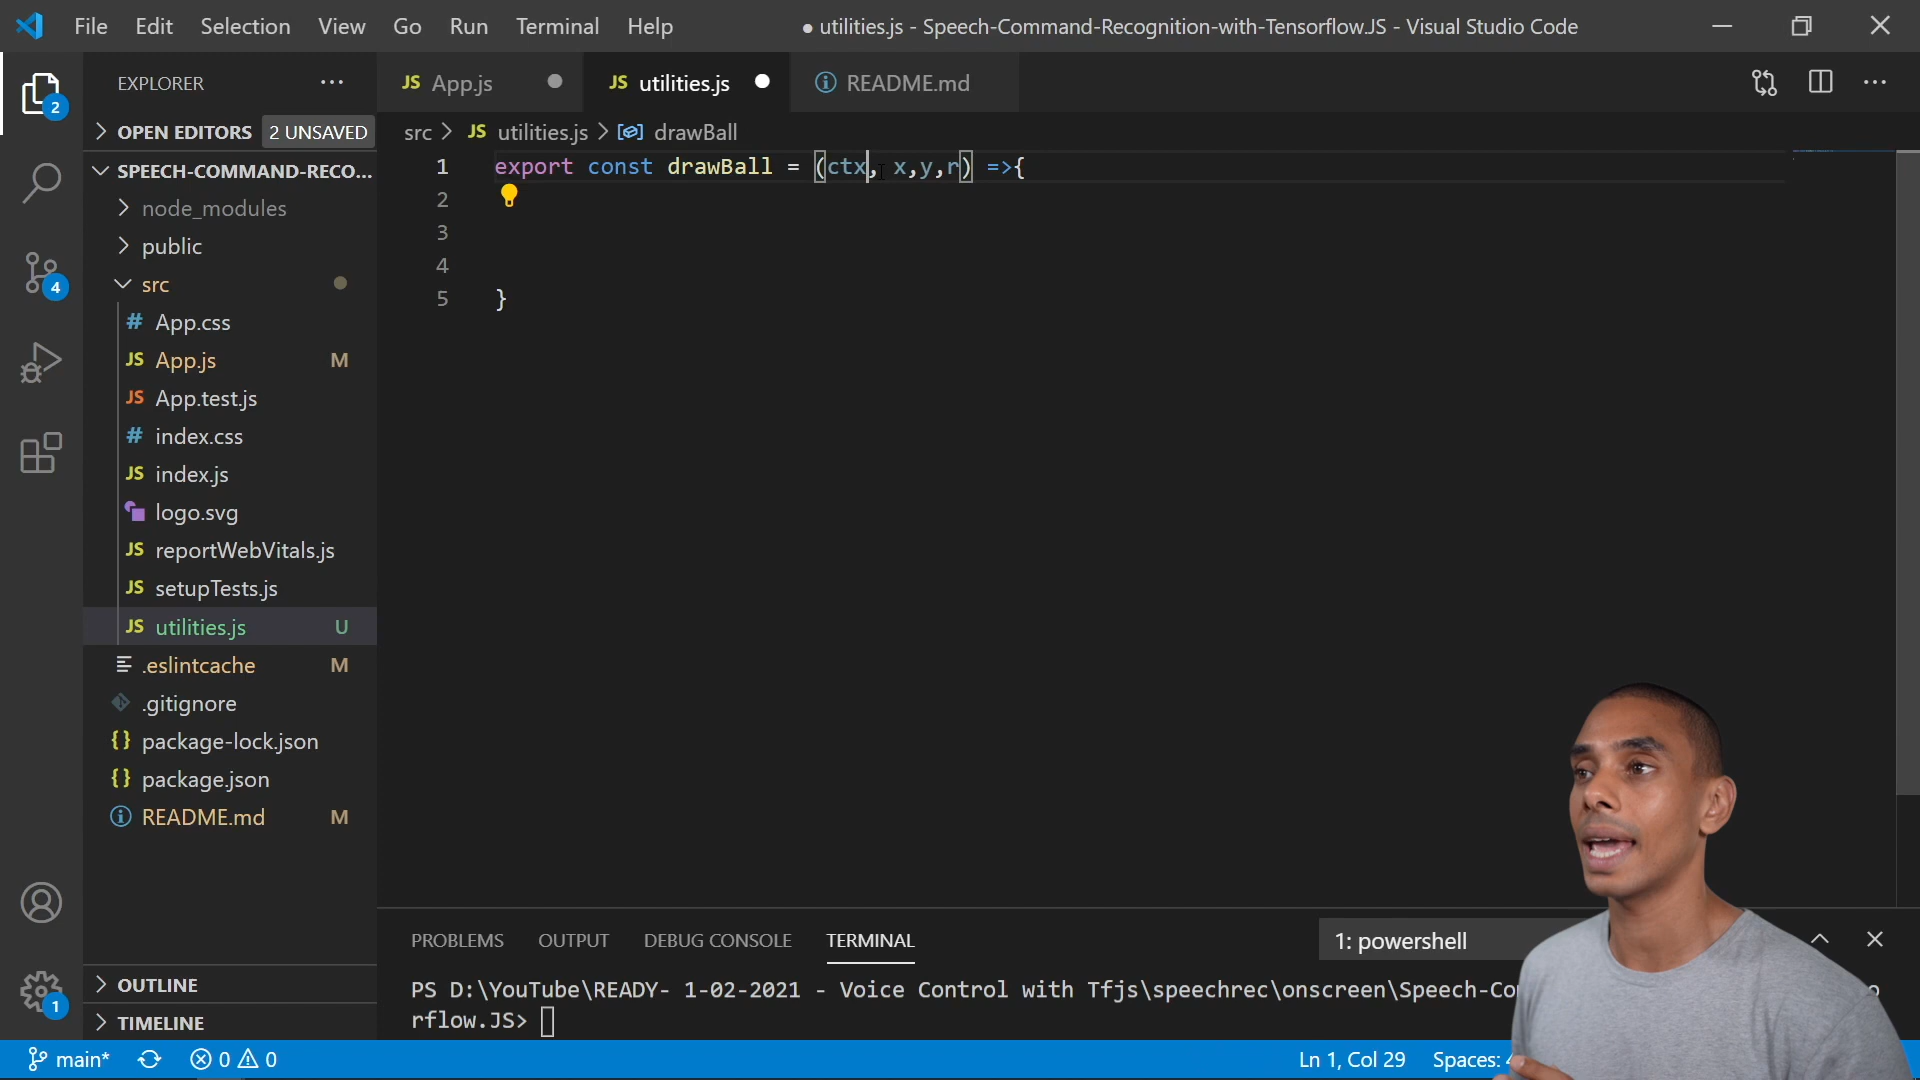 File Edit Selection View Go Run Terminal Help
● utilities.js - Speech-Command-Recognition-with-Tensorflow.JS - Visual Studio Code
EXPLORER
JS App.js
JS utilities.js
README.md
2
OPEN EDITORS 2 UNSAVED
src > JS utilities.js > drawBall
SPEECH-COMMAND-RECO...
node_modules
public
4
src
# App.css
JS App.js M
JS App.test.js
# index.css
JS index.js
logo.svg
JS reportWebVitals.js
JS setupTests.js
JS utilities.js U
.eslintcache M
.gitignore
{} package-lock.json
{} package.json
README.md M
OUTLINE
1
TIMELINE
1 export const drawBall = (ctx, x,y,r) =>{
2
3
4
5 }
PROBLEMS OUTPUT DEBUG CONSOLE TERMINAL
1: powershell
PS D:\YouTube\READY- 1-02-2021 - Voice Control with Tfjs\speechrec\onscreen\Speech-Co
rflow.JS>
main* 0 0
Ln 1, Col 29 Spaces: